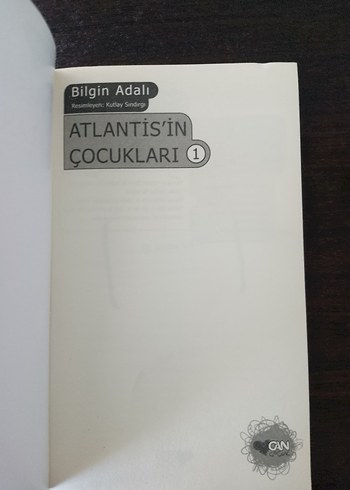 Bilgin Adalı
Resimleyen: Kutlay Sındırgı
ATLANTİS'İN
ÇOCUKLARI 1
CAN